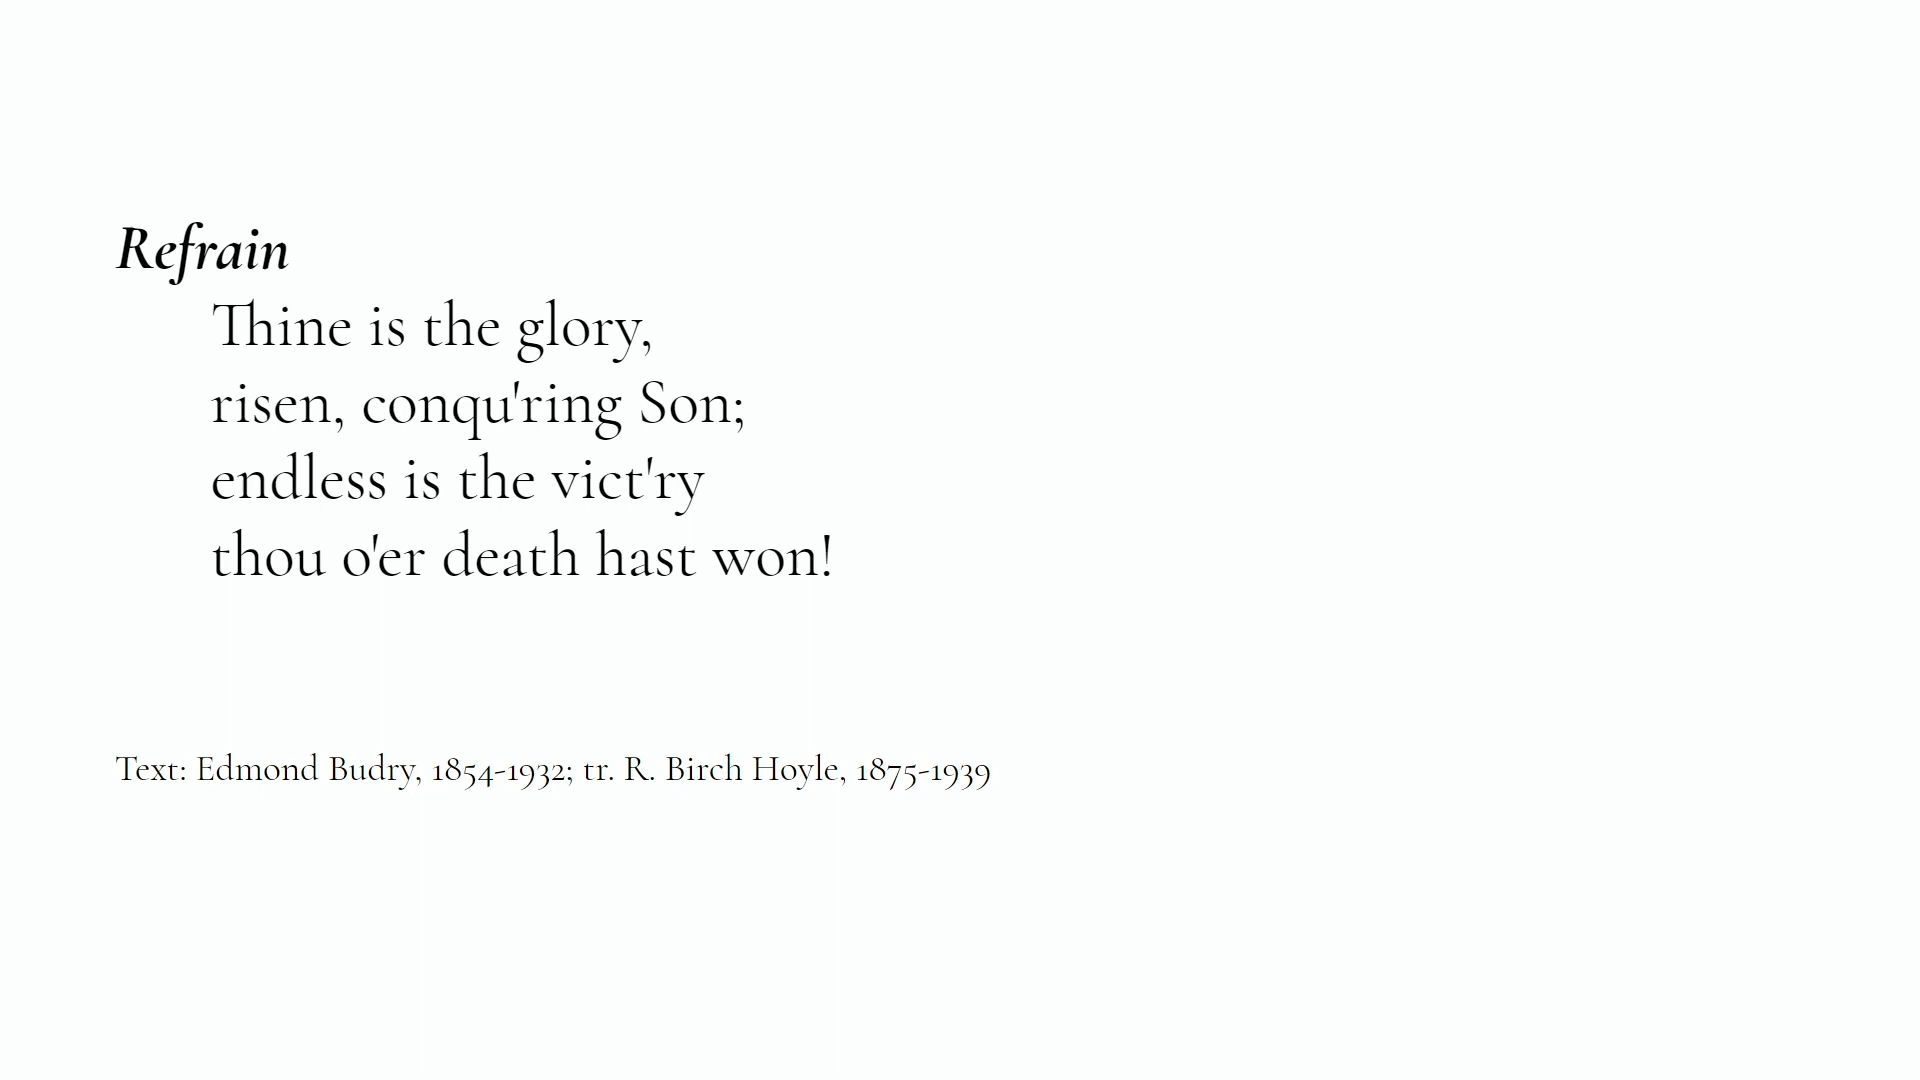 Refrain
Thine is the glory,
risen, conqu'ring Son;
endless is the vict'ry
thou o'er death hast won!
Text: Edmond Budry, 1854-1932; tr. R. Birch Hoyle, 1875-1939